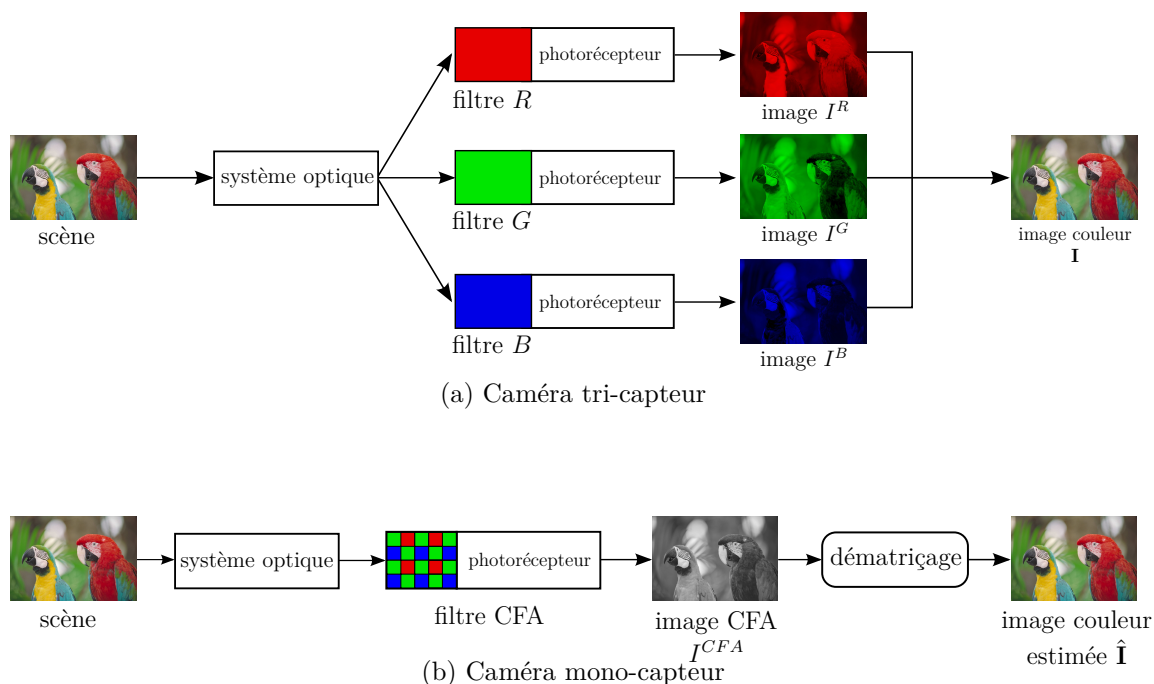 photorécepteur
filtre R
image I^R
scène
système optique
photorécepteur
filtre G
image I^G
image couleur
I
photorécepteur
filtre B
image I^B
(a) Caméra tri-capteur
scène
système optique
photorécepteur
filtre CFA
image CFA
I^{CFA}
dématriçage
image couleur
estimée Î
(b) Caméra mono-capteur